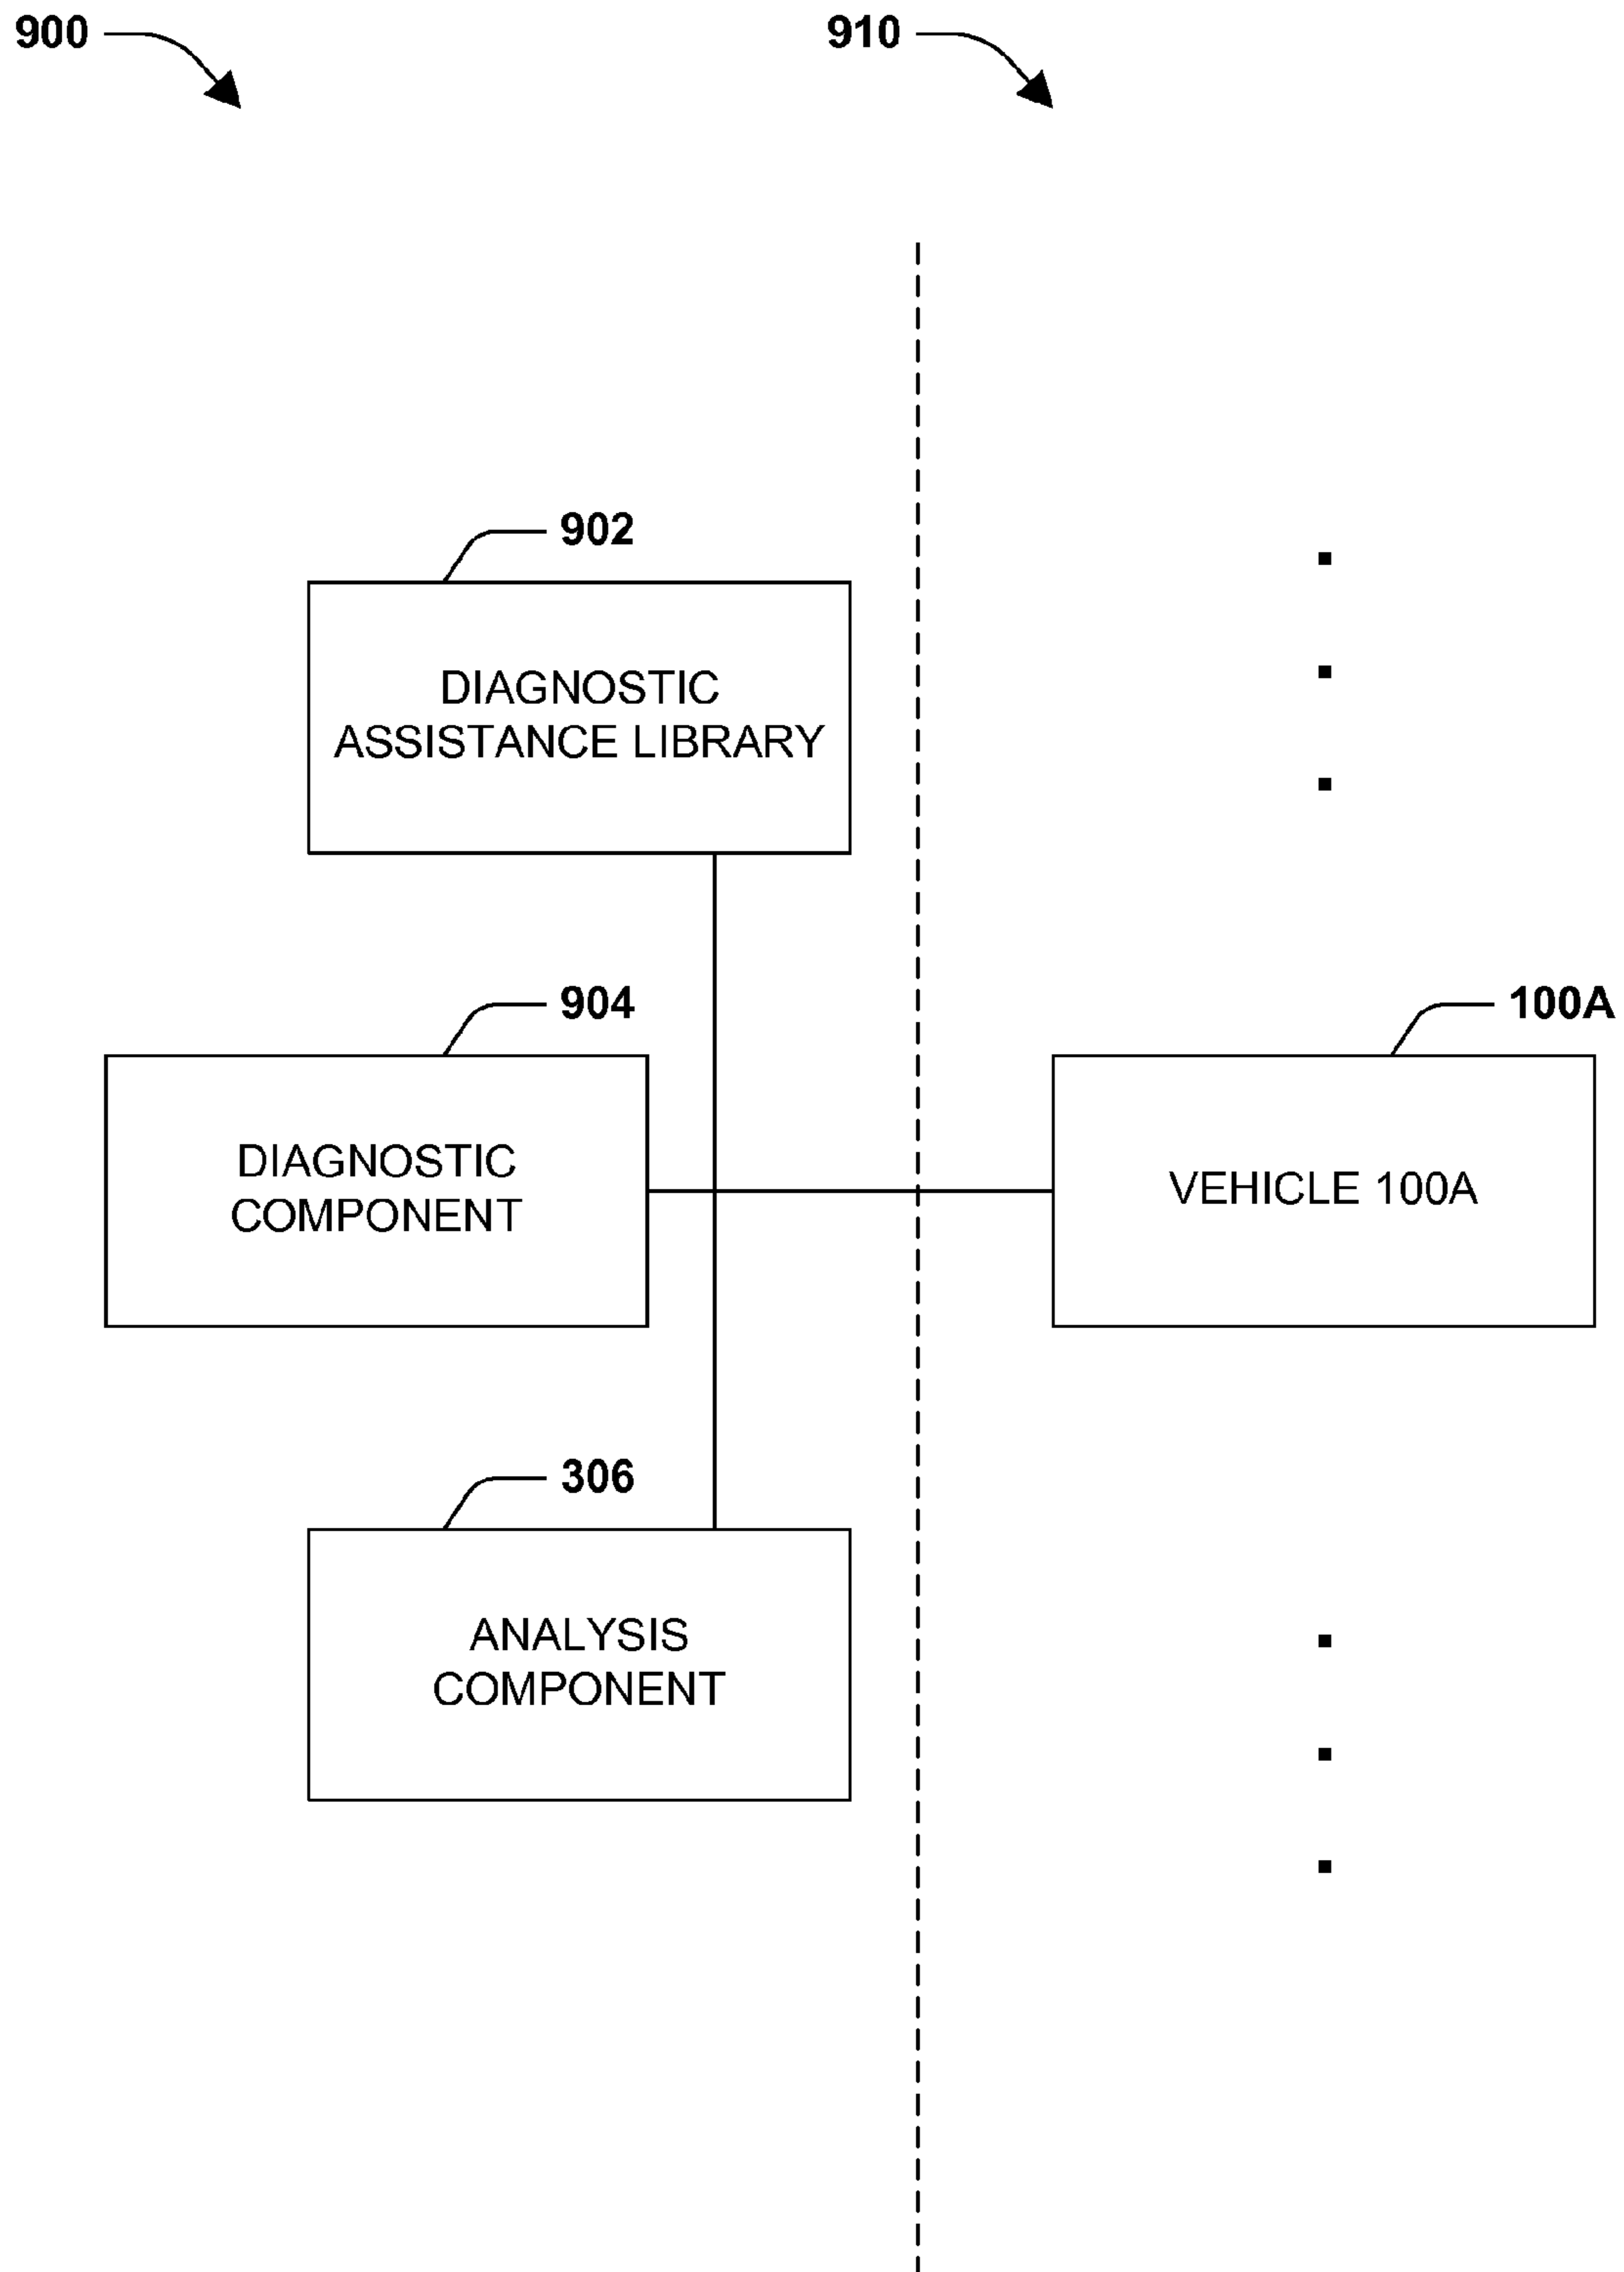 900
910
902
DIAGNOSTIC
ASSISTANCE LIBRARY
904
100A
DIAGNOSTIC
COMPONENT
VEHICLE 100A
306
ANALYSIS
COMPONENT